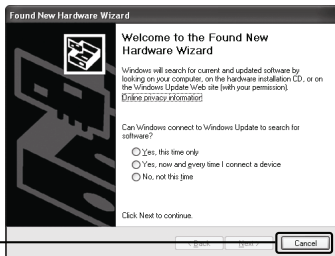 Found New Hardware Wizard
Welcome to the Found New
Hardware Wizard
Windows will search for current and updated software by
looking on your computer, on the hardware installation CD, or on
the Windows Update Web site (with your permission).
Online privacy information
Can Windows connect to Windows Update to search for
software?
Yes, this time only
Yes, now and every time I connect a device
No, not this time
Click Next to continue.
< Back
Next >
Cancel